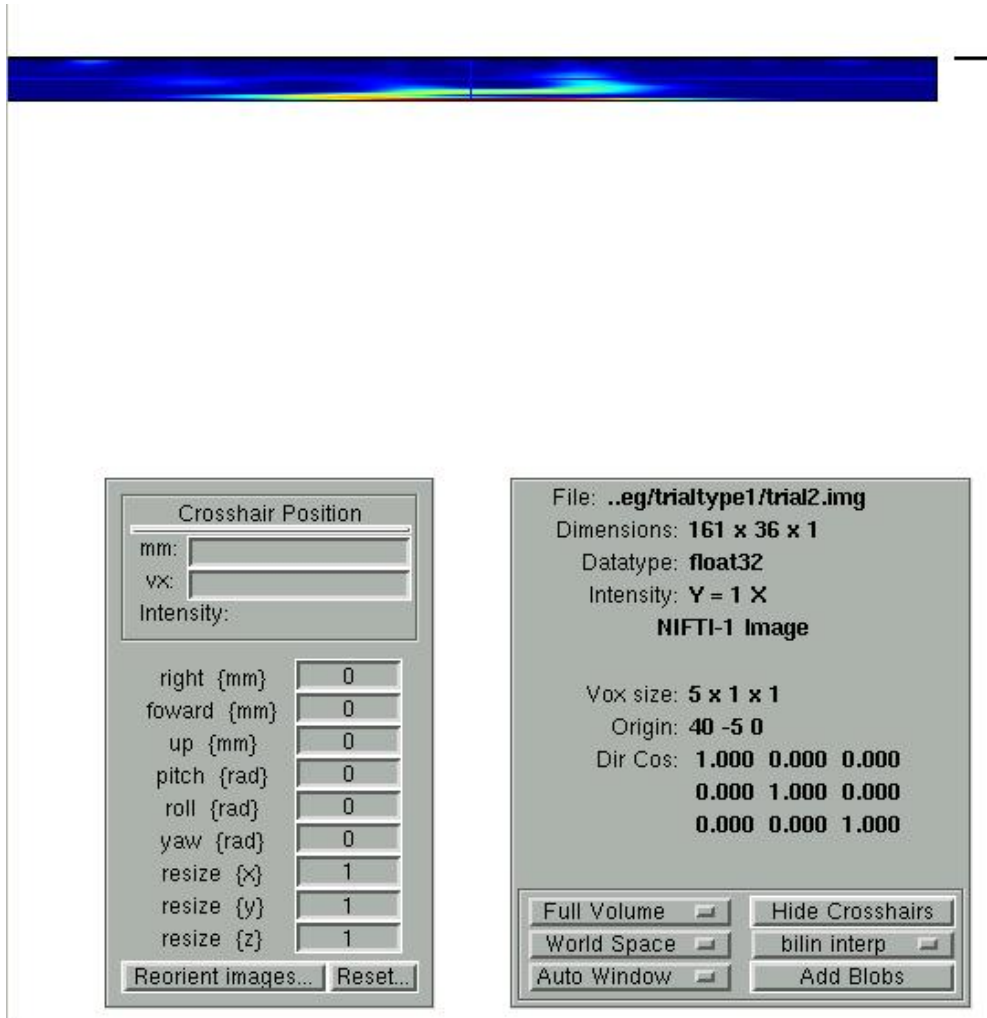 Crosshair Position
mm:
vx:
Intensity:
right {mm} 0
foward {mm} 0
up {mm} 0
pitch {rad} 0
roll {rad} 0
yaw {rad} 0
resize {x} 1
resize {y} 1
resize {z} 1
Reorient images... Reset...
File: ..eg/trialtype1/trial2.img
Dimensions: 161 x 36 x 1
Datatype: float32
Intensity: Y = 1 X
NIFTI-1 Image
Vox size: 5 x 1 x 1
Origin: 40 -5 0
Dir Cos: 1.000 0.000 0.000
0.000 1.000 0.000
0.000 0.000 1.000
Full Volume Hide Crosshairs
World Space bilin interp
Auto Window Add Blobs